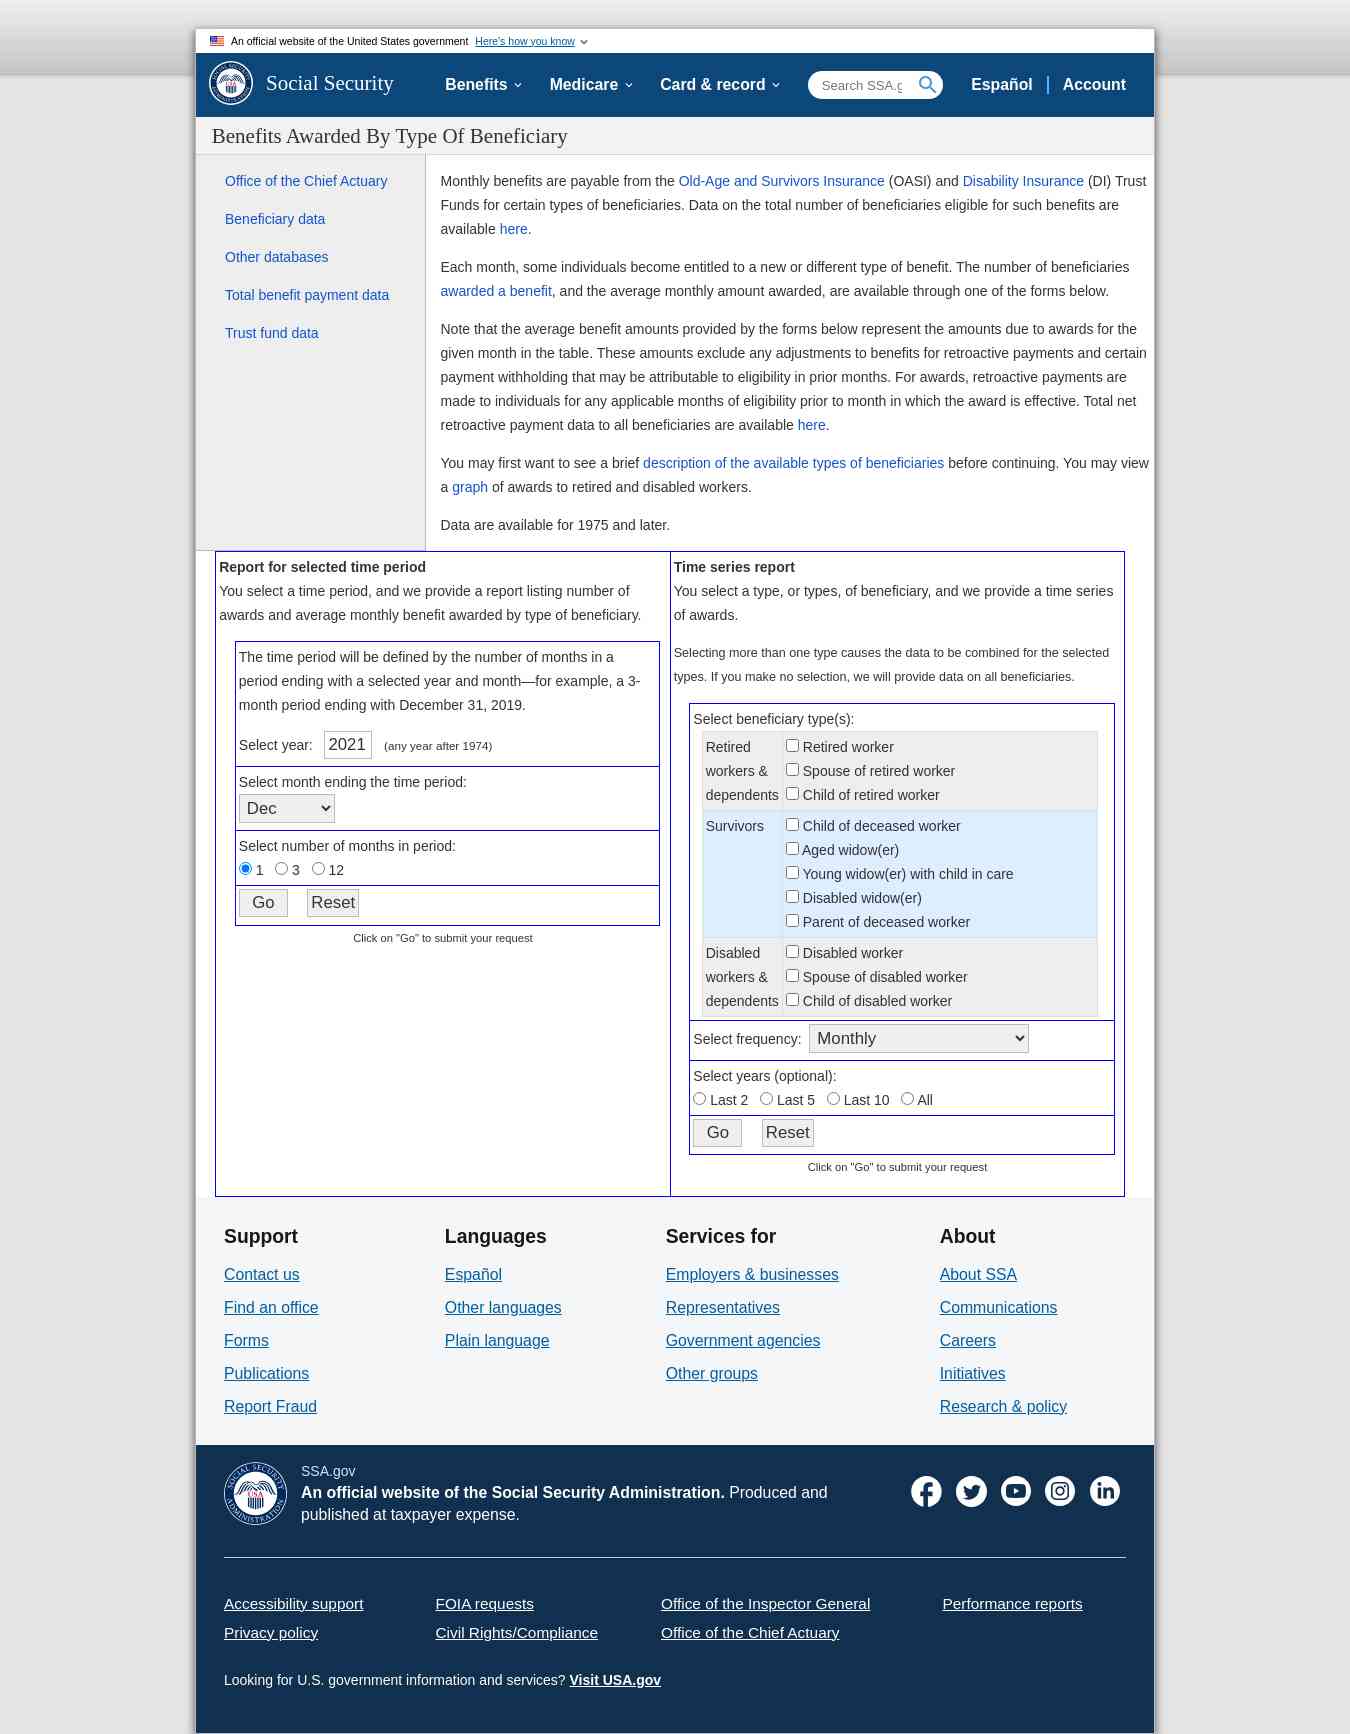 An official website of the United States government Here's how you know
Social Security
Benefits Medicare Card & record Search SSA.g Español Account
Benefits Awarded By Type Of Beneficiary
Office of the Chief Actuary
Beneficiary data
Other databases
Total benefit payment data
Trust fund data
Monthly benefits are payable from the Old-Age and Survivors Insurance (OASI) and Disability Insurance (DI) Trust
Funds for certain types of beneficiaries. Data on the total number of beneficiaries eligible for such benefits are
available here.
Each month, some individuals become entitled to a new or different type of benefit. The number of beneficiaries
awarded a benefit, and the average monthly amount awarded, are available through one of the forms below.
Note that the average benefit amounts provided by the forms below represent the amounts due to awards for the
given month in the table. These amounts exclude any adjustments to benefits for retroactive payments and certain
payment withholding that may be attributable to eligibility in prior months. For awards, retroactive payments are
made to individuals for any applicable months of eligibility prior to month in which the award is effective. Total net
retroactive payment data to all beneficiaries are available here.
You may first want to see a brief description of the available types of beneficiaries before continuing. You may view
a graph of awards to retired and disabled workers.
Data are available for 1975 and later.
Report for selected time period
You select a time period, and we provide a report listing number of
awards and average monthly benefit awarded by type of beneficiary.
The time period will be defined by the number of months in a
period ending with a selected year and month—for example, a 3-
month period ending with December 31, 2019.
Select year: 2021 (any year after 1974)
Select month ending the time period:
Dec
Select number of months in period:
1 3 12
Go Reset
Click on "Go" to submit your request
Time series report
You select a type, or types, of beneficiary, and we provide a time series
of awards.
Selecting more than one type causes the data to be combined for the selected
types. If you make no selection, we will provide data on all beneficiaries.
Select beneficiary type(s):
Retired
workers &
dependents
Retired worker
Spouse of retired worker
Child of retired worker
Survivors
Child of deceased worker
Aged widow(er)
Young widow(er) with child in care
Disabled widow(er)
Parent of deceased worker
Disabled
workers &
dependents
Disabled worker
Spouse of disabled worker
Child of disabled worker
Select frequency: Monthly
Select years (optional):
Last 2 Last 5 Last 10 All
Go Reset
Click on "Go" to submit your request
Support
Contact us
Find an office
Forms
Publications
Report Fraud
Languages
Español
Other languages
Plain language
Services for
Employers & businesses
Representatives
Government agencies
Other groups
About
About SSA
Communications
Careers
Initiatives
Research & policy
SOCIAL SECURITY
USA
ADMINISTRATION
SSA.gov
An official website of the Social Security Administration. Produced and
published at taxpayer expense.
Accessibility support FOIA requests Office of the Inspector General Performance reports
Privacy policy Civil Rights/Compliance Office of the Chief Actuary
Looking for U.S. government information and services? Visit USA.gov